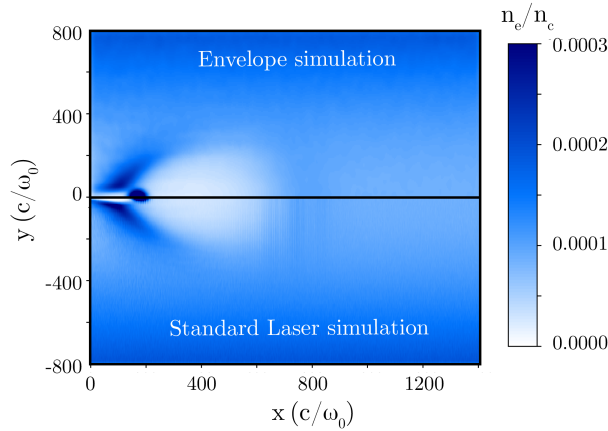 n_e/n_c
800
0.0003
Envelope simulation
400
0.0002
0
y (c/ω_0)
0.0001
-400
Standard Laser simulation
0.0000
-800
0 400 800 1200
x (c/ω_0)